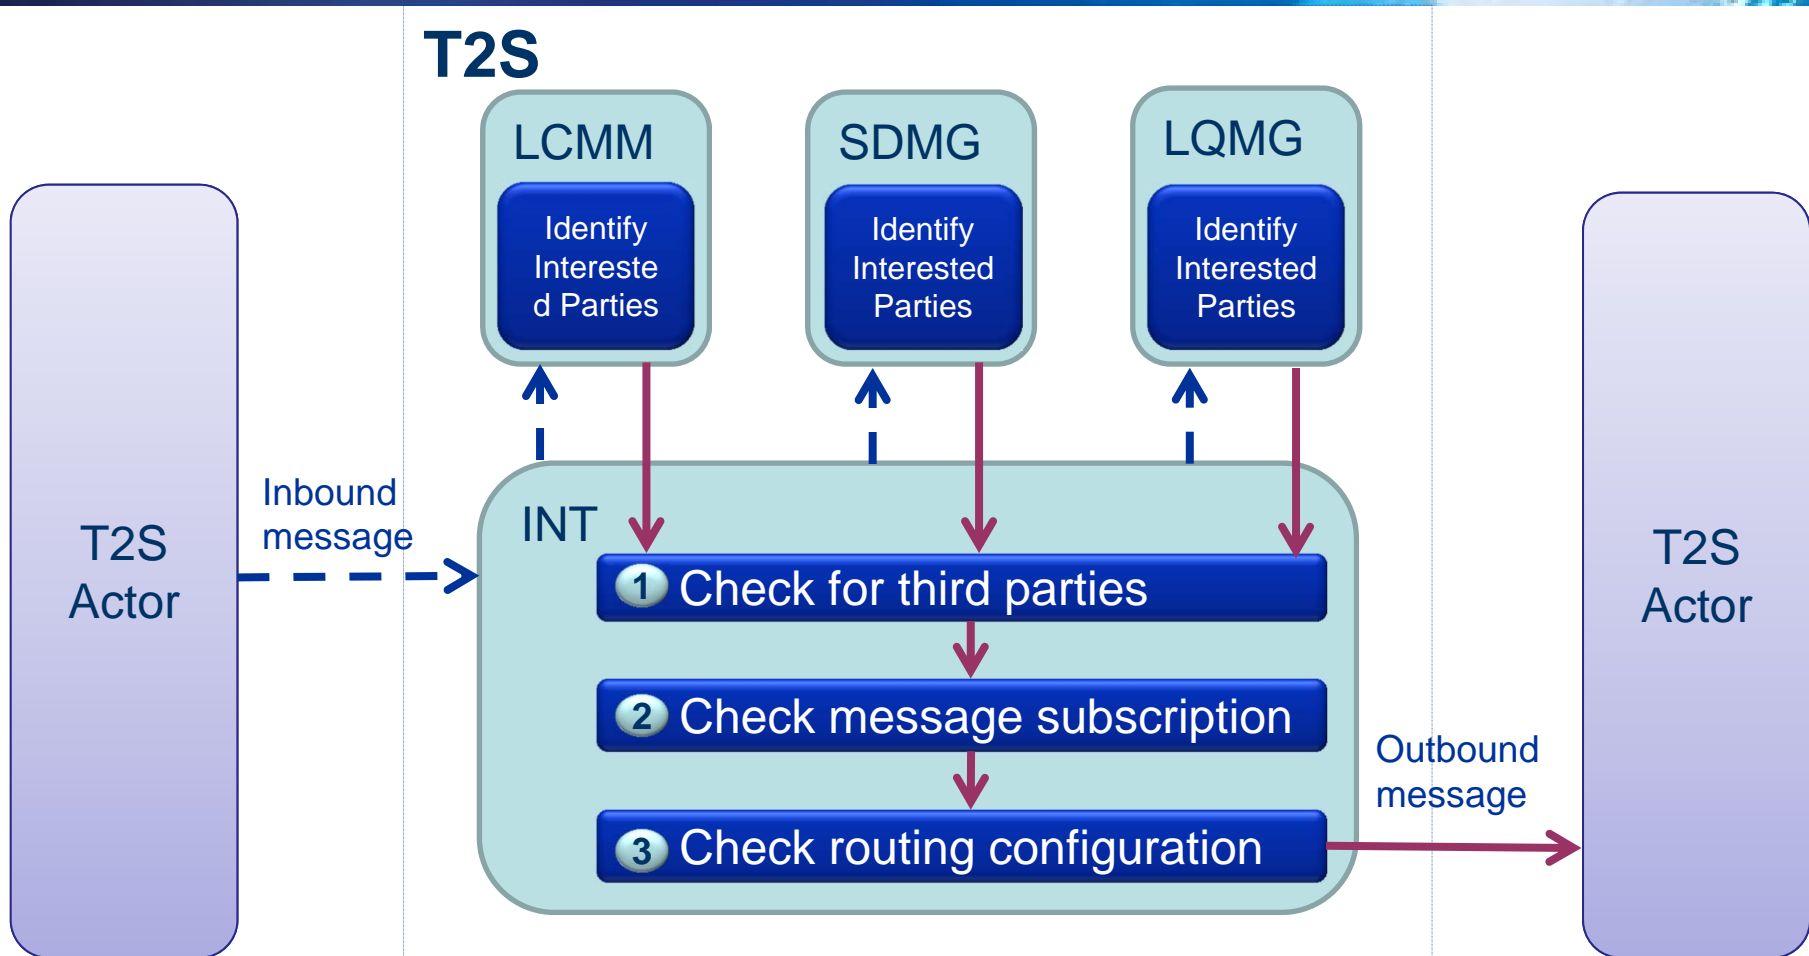 T2S
LCMM
Identify
Intereste
d Parties
SDMG
Identify
Interested
Parties
LQMG
Identify
Interested
Parties
T2S
Actor
Inbound
message
INT
1 Check for third parties
2 Check message subscription
3 Check routing configuration
Outbound
message
T2S
Actor